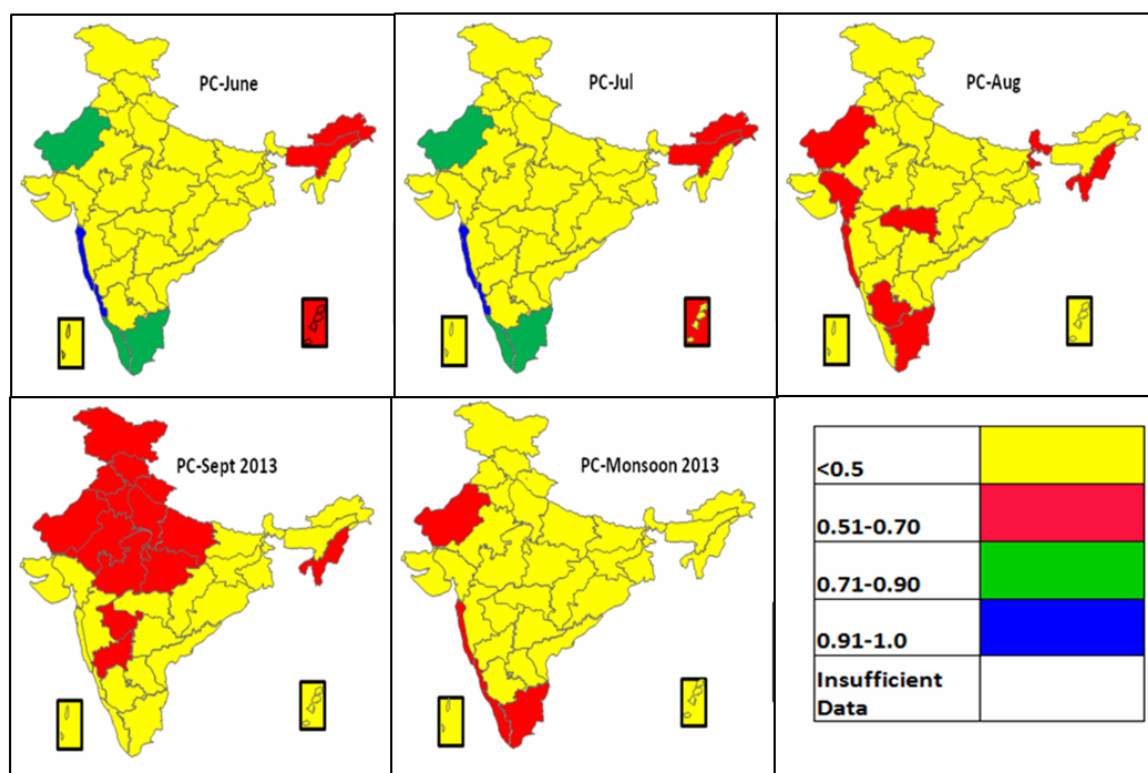 PC-June
PC-Jul
PC-Aug
PC-Sept 2013
PC-Monsoon 2013
<0.5
0.51-0.70
0.71-0.90
0.91-1.0
Insufficient
Data